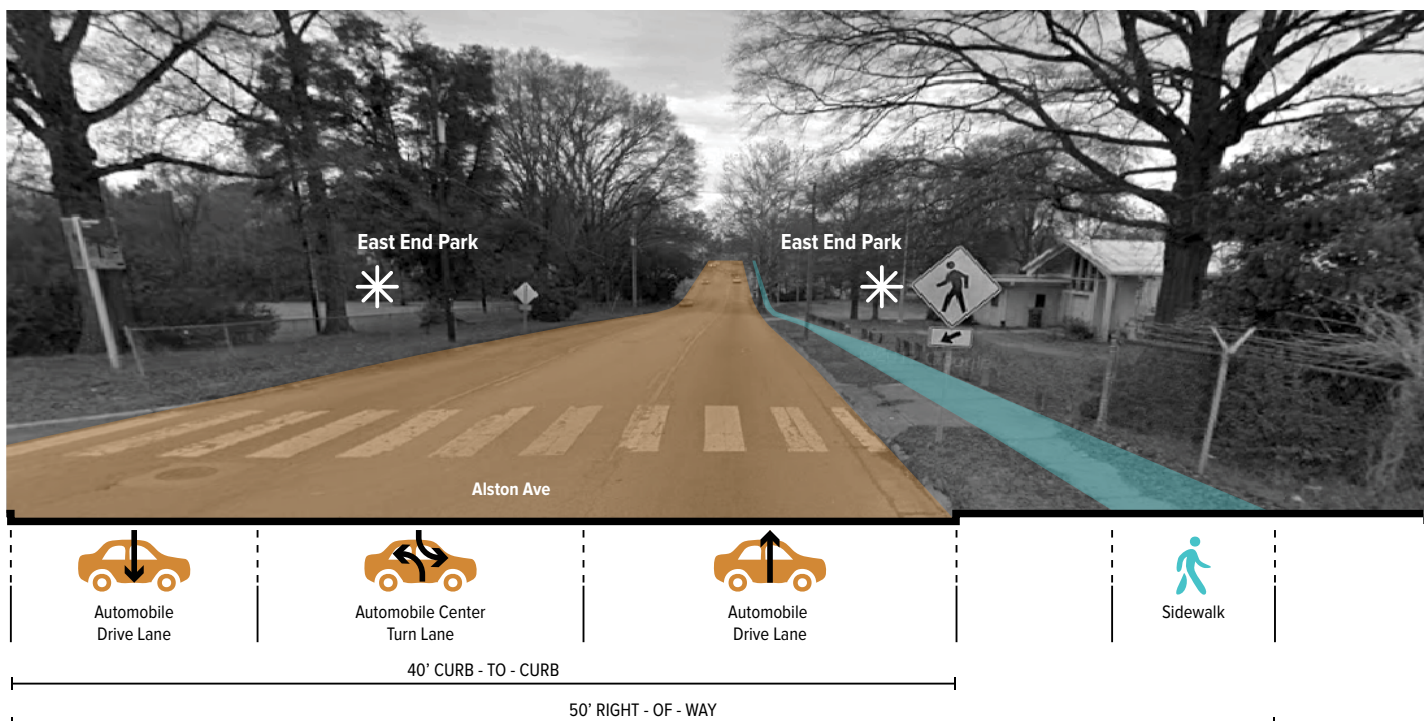 East End Park
East End Park
Alston Ave
Automobile
Drive Lane
Automobile Center
Turn Lane
Automobile
Drive Lane
Sidewalk
40’ CURB - TO - CURB
50’ RIGHT - OF - WAY